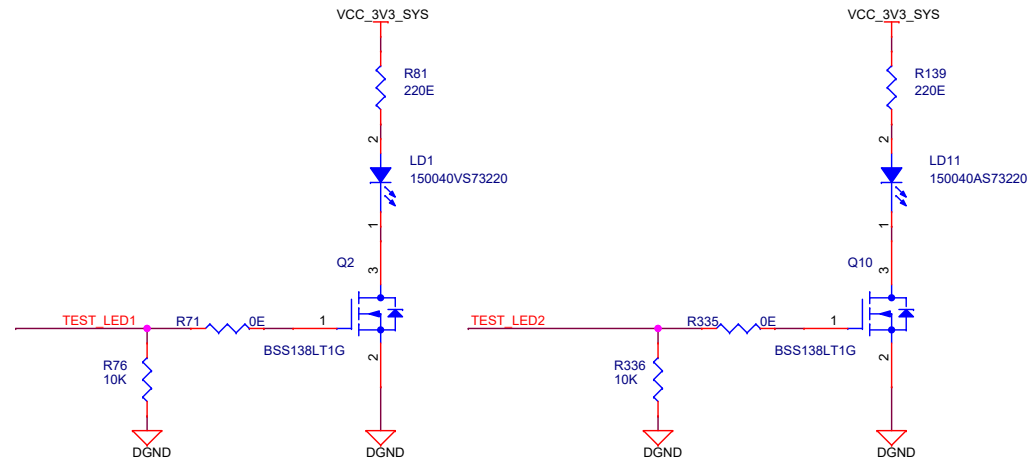 VCC_3V3_SYS
R81
220E
2
LD1
150040VS73220
1
Q2
3
TEST_LED1
R71
0E
1
2
BSS138LT1G
R76
10K
DGND
DGND
VCC_3V3_SYS
R139
220E
2
LD11
150040AS73220
1
Q10
3
TEST_LED2
R335
0E
1
2
BSS138LT1G
R336
10K
DGND
DGND